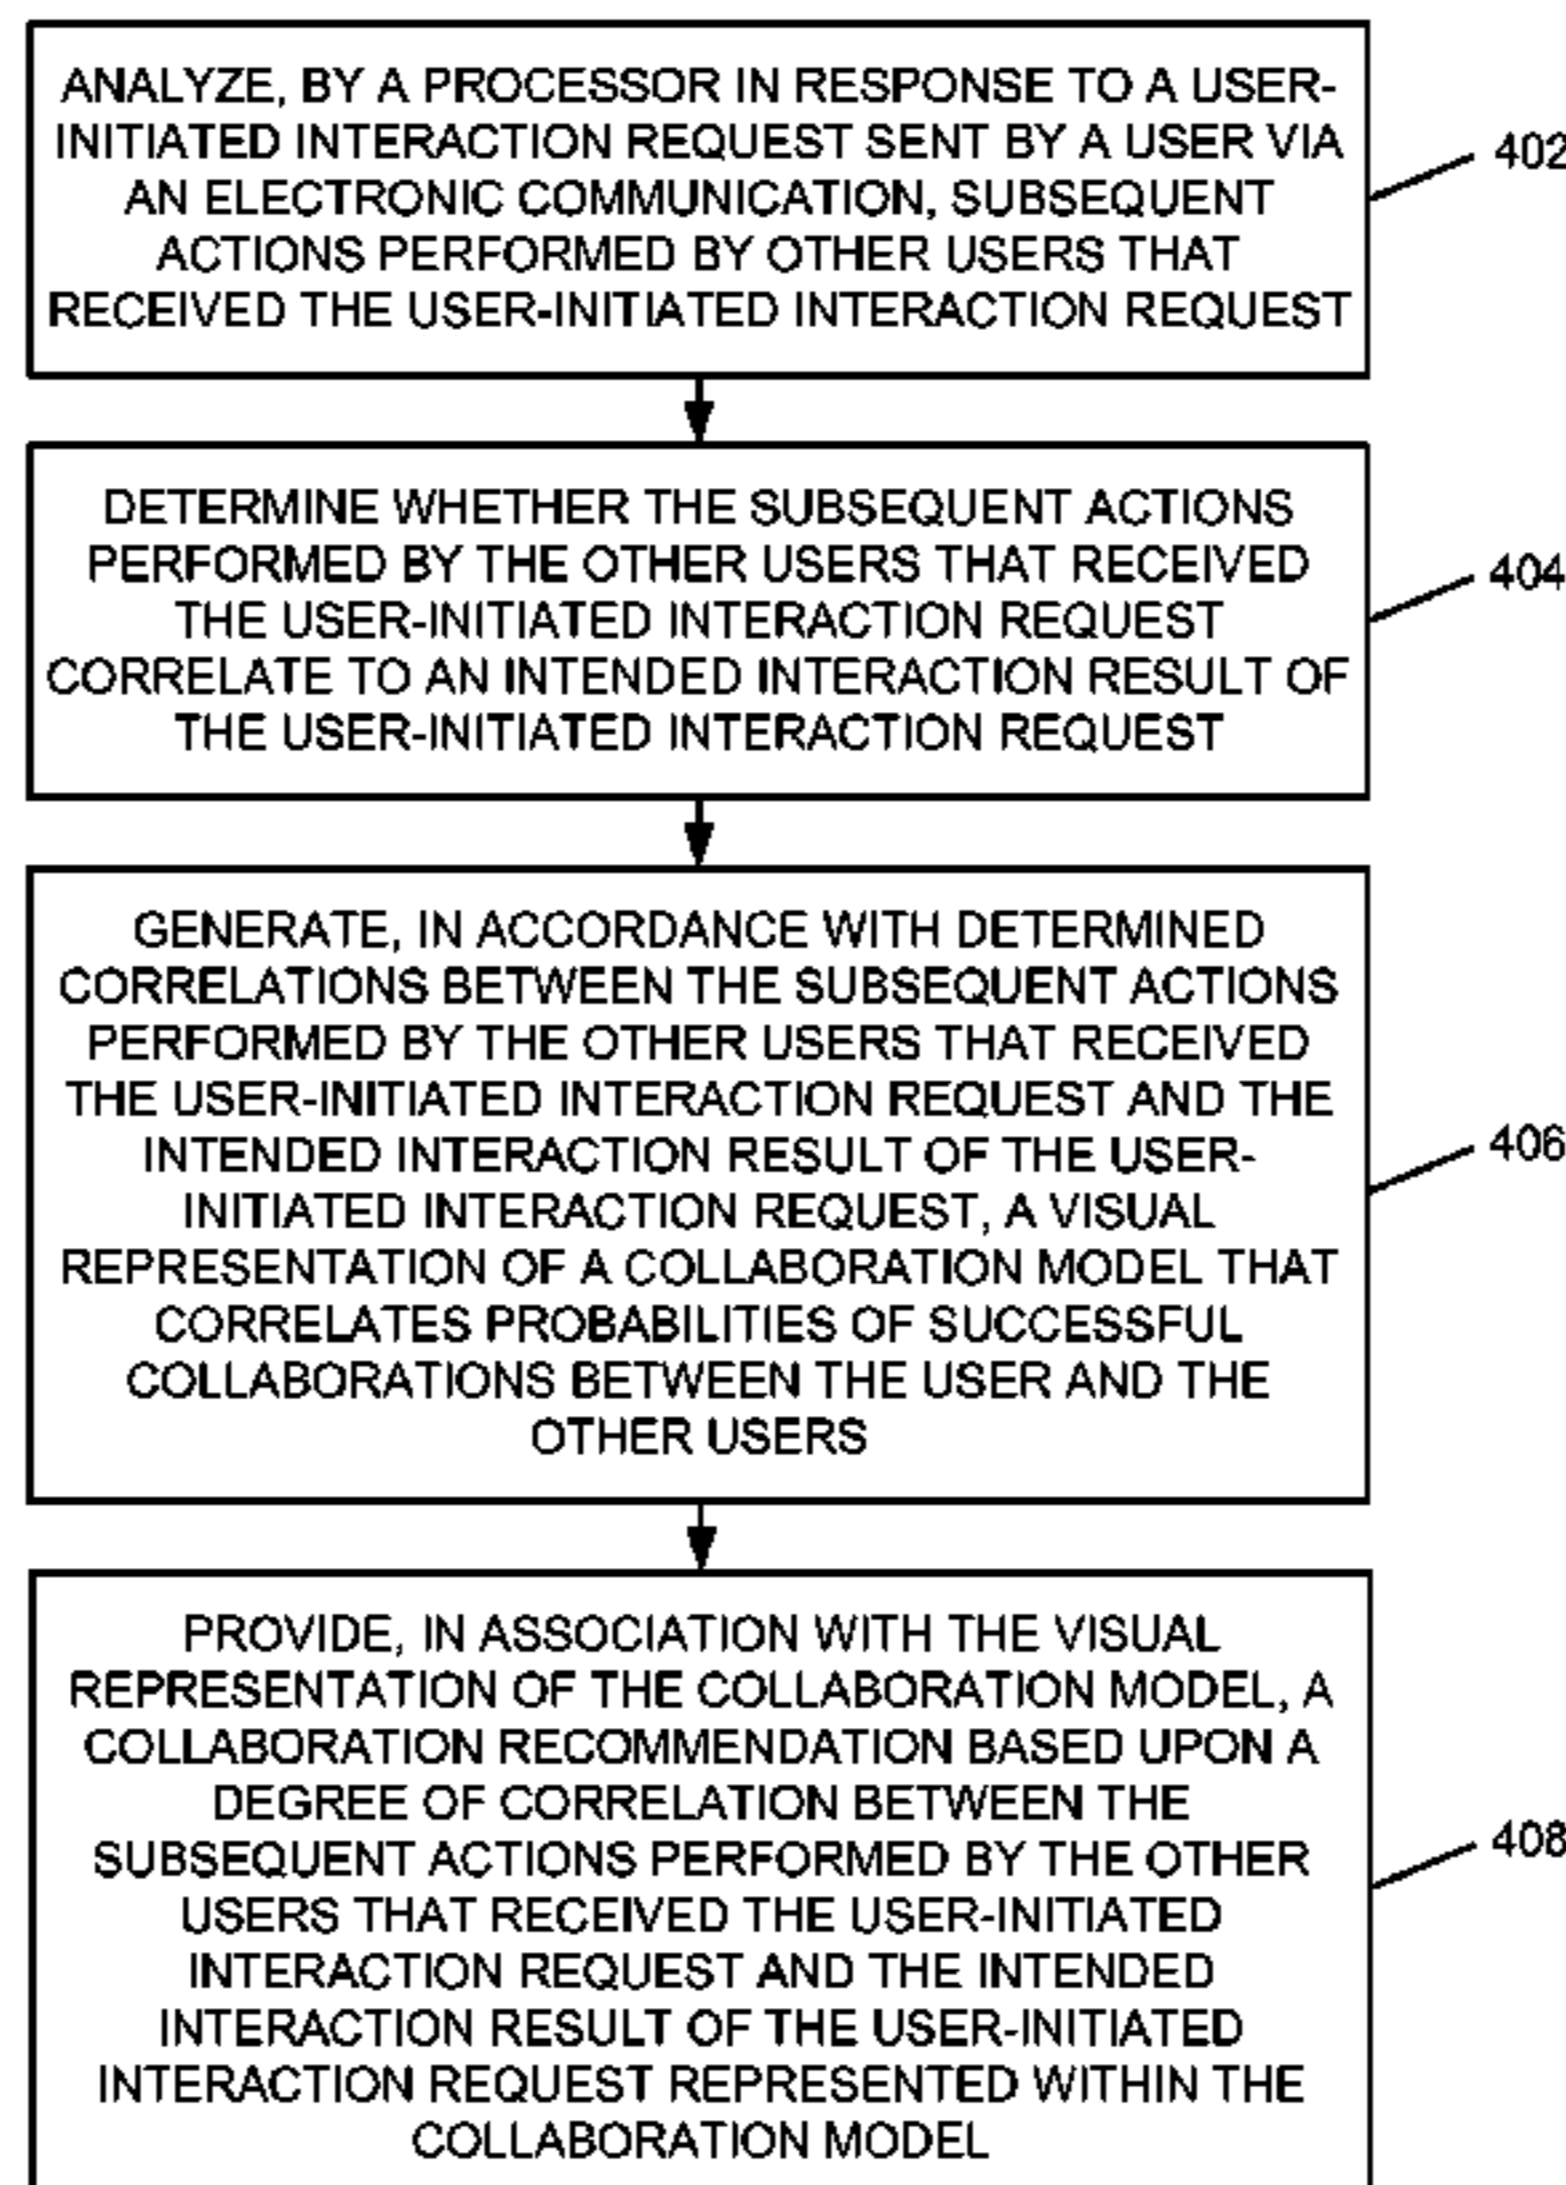 ANALYZE, BY A PROCESSOR IN RESPONSE TO A USER-
INITIATED INTERACTION REQUEST SENT BY A USER VIA
AN ELECTRONIC COMMUNICATION, SUBSEQUENT
ACTIONS PERFORMED BY OTHER USERS THAT
RECEIVED THE USER-INITIATED INTERACTION REQUEST
402
DETERMINE WHETHER THE SUBSEQUENT ACTIONS
PERFORMED BY THE OTHER USERS THAT RECEIVED
THE USER-INITIATED INTERACTION REQUEST
CORRELATE TO AN INTENDED INTERACTION RESULT OF
THE USER-INITIATED INTERACTION REQUEST
404
GENERATE, IN ACCORDANCE WITH DETERMINED
CORRELATIONS BETWEEN THE SUBSEQUENT ACTIONS
PERFORMED BY THE OTHER USERS THAT RECEIVED
THE USER-INITIATED INTERACTION REQUEST AND THE
INTENDED INTERACTION RESULT OF THE USER-
INITIATED INTERACTION REQUEST, A VISUAL
REPRESENTATION OF A COLLABORATION MODEL THAT
CORRELATES PROBABILITIES OF SUCCESSFUL
COLLABORATIONS BETWEEN THE USER AND THE
OTHER USERS
406
PROVIDE, IN ASSOCIATION WITH THE VISUAL
REPRESENTATION OF THE COLLABORATION MODEL, A
COLLABORATION RECOMMENDATION BASED UPON A
DEGREE OF CORRELATION BETWEEN THE
SUBSEQUENT ACTIONS PERFORMED BY THE OTHER
USERS THAT RECEIVED THE USER-INITIATED
INTERACTION REQUEST AND THE INTENDED
INTERACTION RESULT OF THE USER-INITIATED
INTERACTION REQUEST REPRESENTED WITHIN THE
COLLABORATION MODEL
408